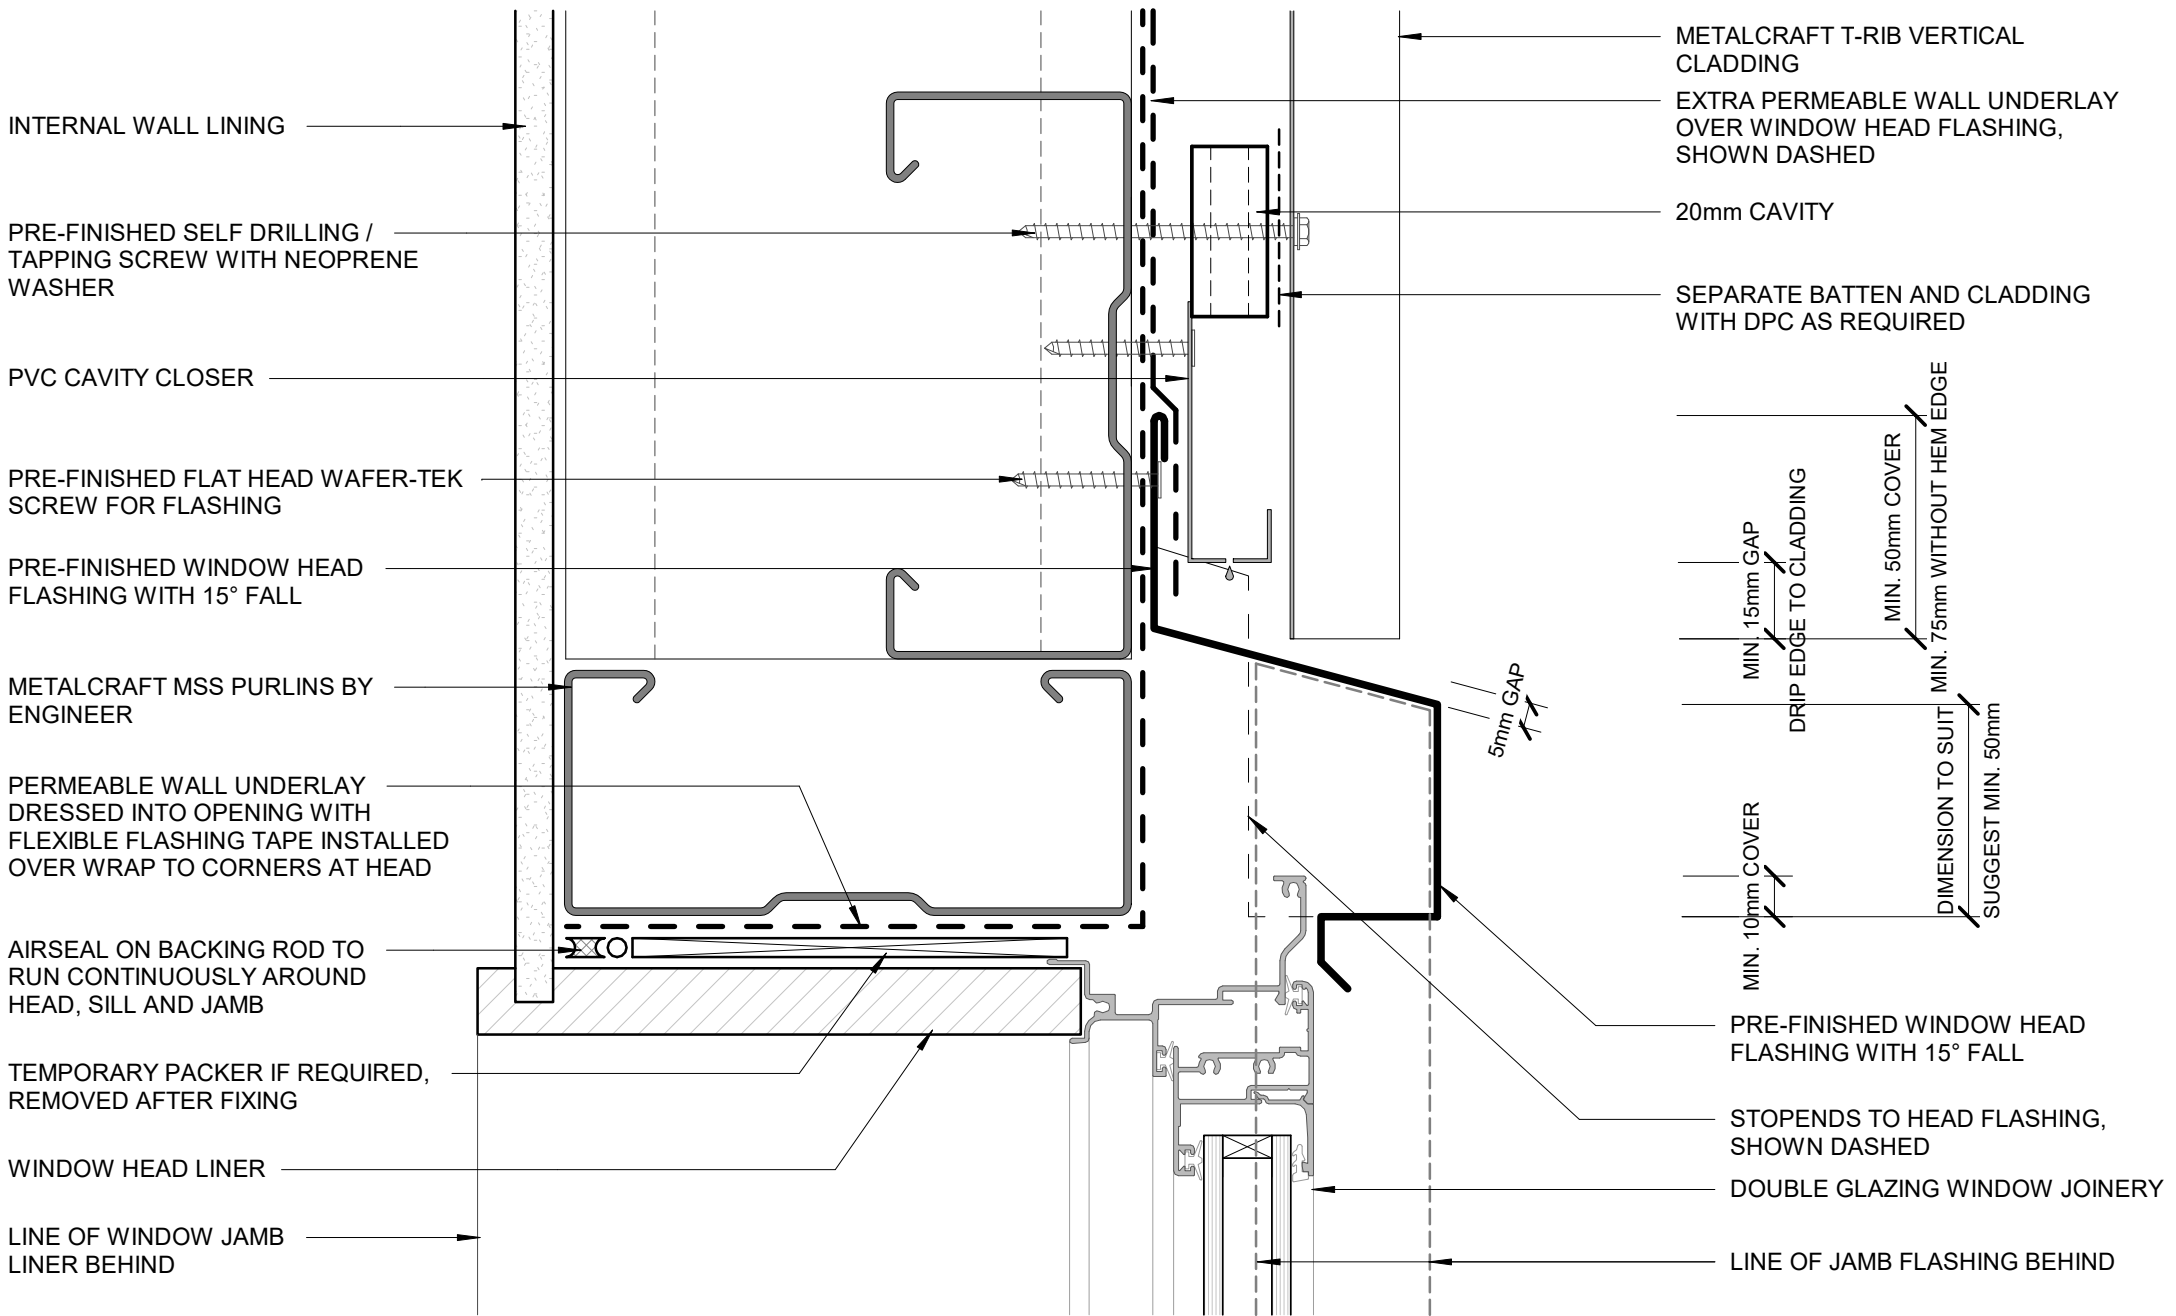 INTERNAL WALL LINING
PRE-FINISHED SELF DRILLING /
TAPPING SCREW WITH NEOPRENE
WASHER
PVC CAVITY CLOSER
PRE-FINISHED FLAT HEAD WAFER-TEK
SCREW FOR FLASHING
PRE-FINISHED WINDOW HEAD
FLASHING WITH 15° FALL
METALCRAFT MSS PURLINS BY
ENGINEER
PERMEABLE WALL UNDERLAY
DRESSED INTO OPENING WITH
FLEXIBLE FLASHING TAPE INSTALLED
OVER WRAP TO CORNERS AT HEAD
AIRSEAL ON BACKING ROD TO
RUN CONTINUOUSLY AROUND
HEAD, SILL AND JAMB
TEMPORARY PACKER IF REQUIRED,
REMOVED AFTER FIXING
WINDOW HEAD LINER
LINE OF WINDOW JAMB
LINER BEHIND
METALCRAFT T-RIB VERTICAL
CLADDING
EXTRA PERMEABLE WALL UNDERLAY
OVER WINDOW HEAD FLASHING,
SHOWN DASHED
20mm CAVITY
SEPARATE BATTEN AND CLADDING
WITH DPC AS REQUIRED
5mm GAP
MIN. 15mm GAP
DRIP EDGE TO CLADDING
MIN. 50mm COVER
MIN. 75mm WITHOUT HEM EDGE
MIN. 10mm COVER
DIMENSION TO SUIT
SUGGEST MIN. 50mm
PRE-FINISHED WINDOW HEAD
FLASHING WITH 15° FALL
STOPENDS TO HEAD FLASHING,
SHOWN DASHED
DOUBLE GLAZING WINDOW JOINERY
LINE OF JAMB FLASHING BEHIND